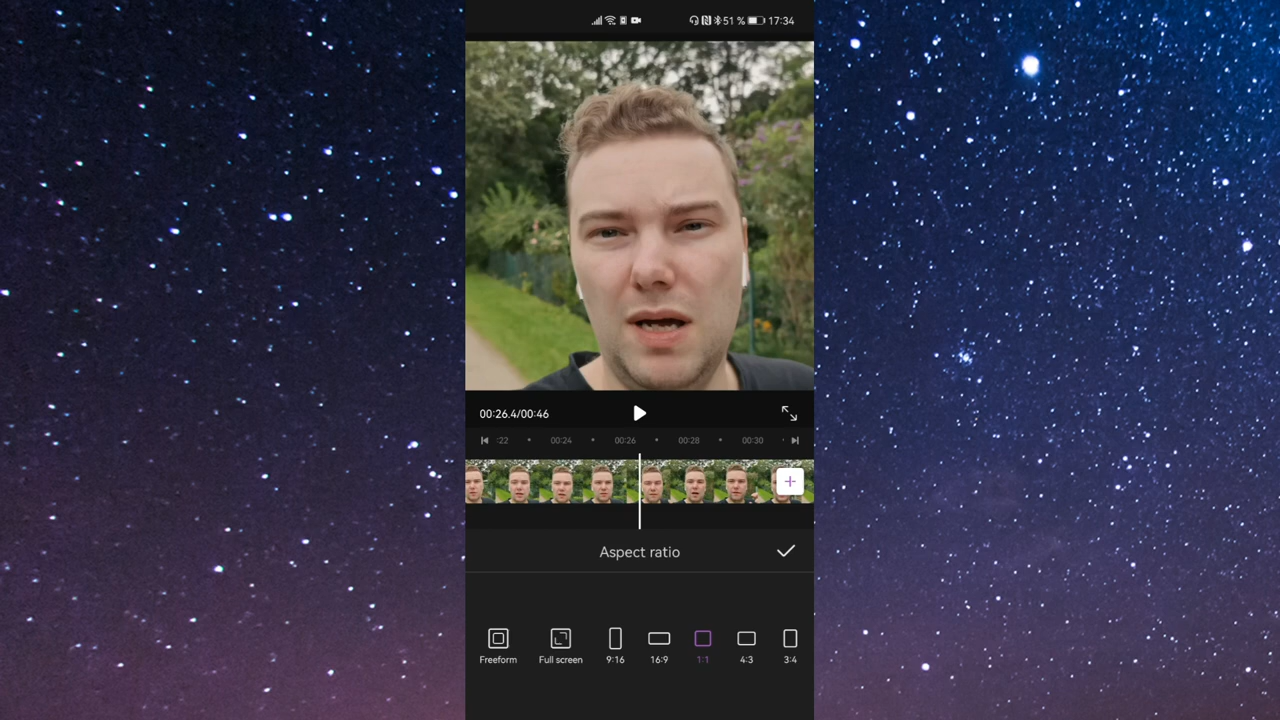 51 % 17:34
00:26.4/00:46
:22 00:24 00:26 00:28 00:30
Aspect ratio
Freeform Full screen 9:16 16:9 1:1 4:3 3:4